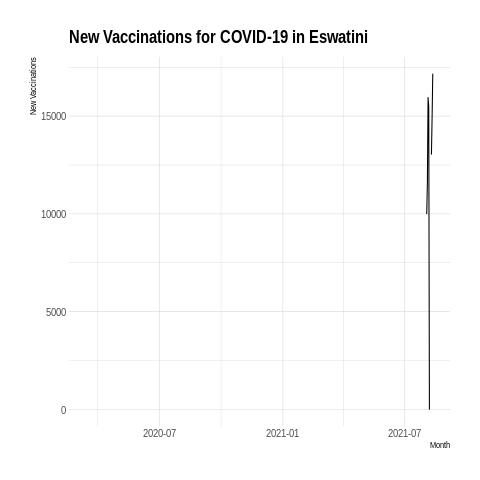 New Vaccinations for COVID-19 in Eswatini
New Vaccinations
15000
10000
5000
0
2020-07
2021-01
2021-07
Month